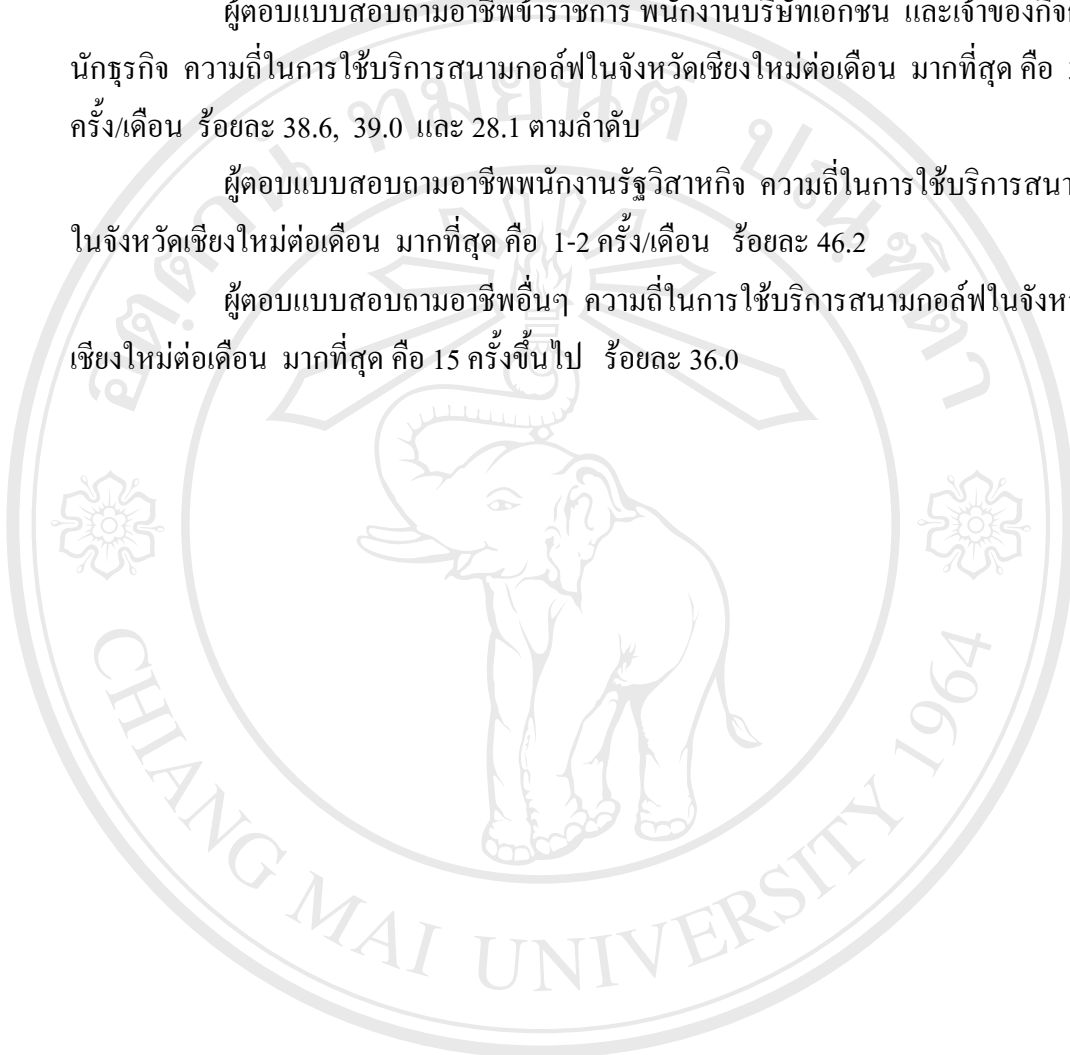 ผู้ตอบแบบสอบถามอาชีพข้าราชการ พนักงานบริษัทเอกชน และเจ้าของกิจก
นักธุรกิจ ความถี่ในการใช้บริการสนามกอล์ฟในจังหวัดเชียงใหม่ต่อเดือน มากที่สุด คือ
ครั้ง/เดือน ร้อยละ 38.6, 39.0 และ 28.1 ตามลำดับ
ผู้ตอบแบบสอบถามอาชีพพนักงานรัฐวิสาหกิจ ความถี่ในการใช้บริการสนา
ในจังหวัดเชียงใหม่ต่อเดือน มากที่สุด คือ 1-2 ครั้ง/เดือน ร้อยละ 46.2
ผู้ตอบแบบสอบถามอาชีพอื่นๆ ความถี่ในการใช้บริการสนามกอล์ฟในจังห
เชียงใหม่ต่อเดือน มากที่สุด คือ 15 ครั้งขึ้นไป ร้อยละ 36.0
อตฺตานํ ทมยนฺติ ปณฺฑิตา
CHIANG MAI UNIVERSITY 1964